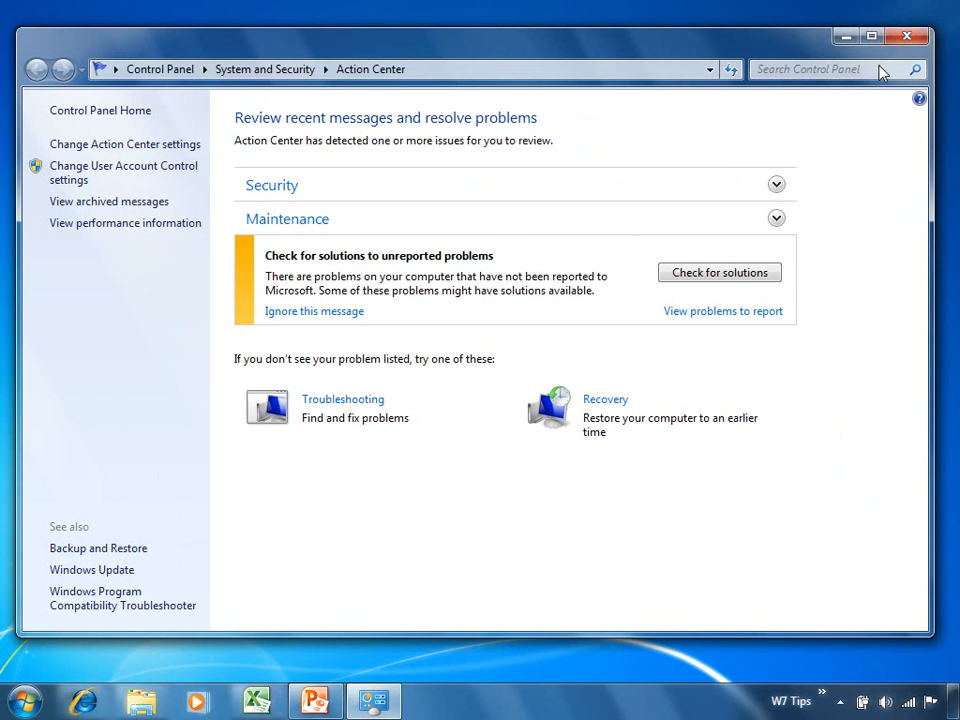 Control Panel
System and Security
Action Center
Search Control Panel
Control Panel Home
Change Action Center settings
Change User Account Control
settings
View archived messages
View performance information
See also
Backup and Restore
Windows Update
Windows Program
Compatibility Troubleshooter
Review recent messages and resolve problems
Action Center has detected one or more issues for you to review.
Security
Maintenance
Check for solutions to unreported problems
There are problems on your computer that have not been reported to
Microsoft. Some of these problems might have solutions available.
Check for solutions
Ignore this message
View problems to report
If you don't see your problem listed, try one of these:
Troubleshooting
Find and fix problems
Recovery
Restore your computer to an earlier
time
W7 Tips